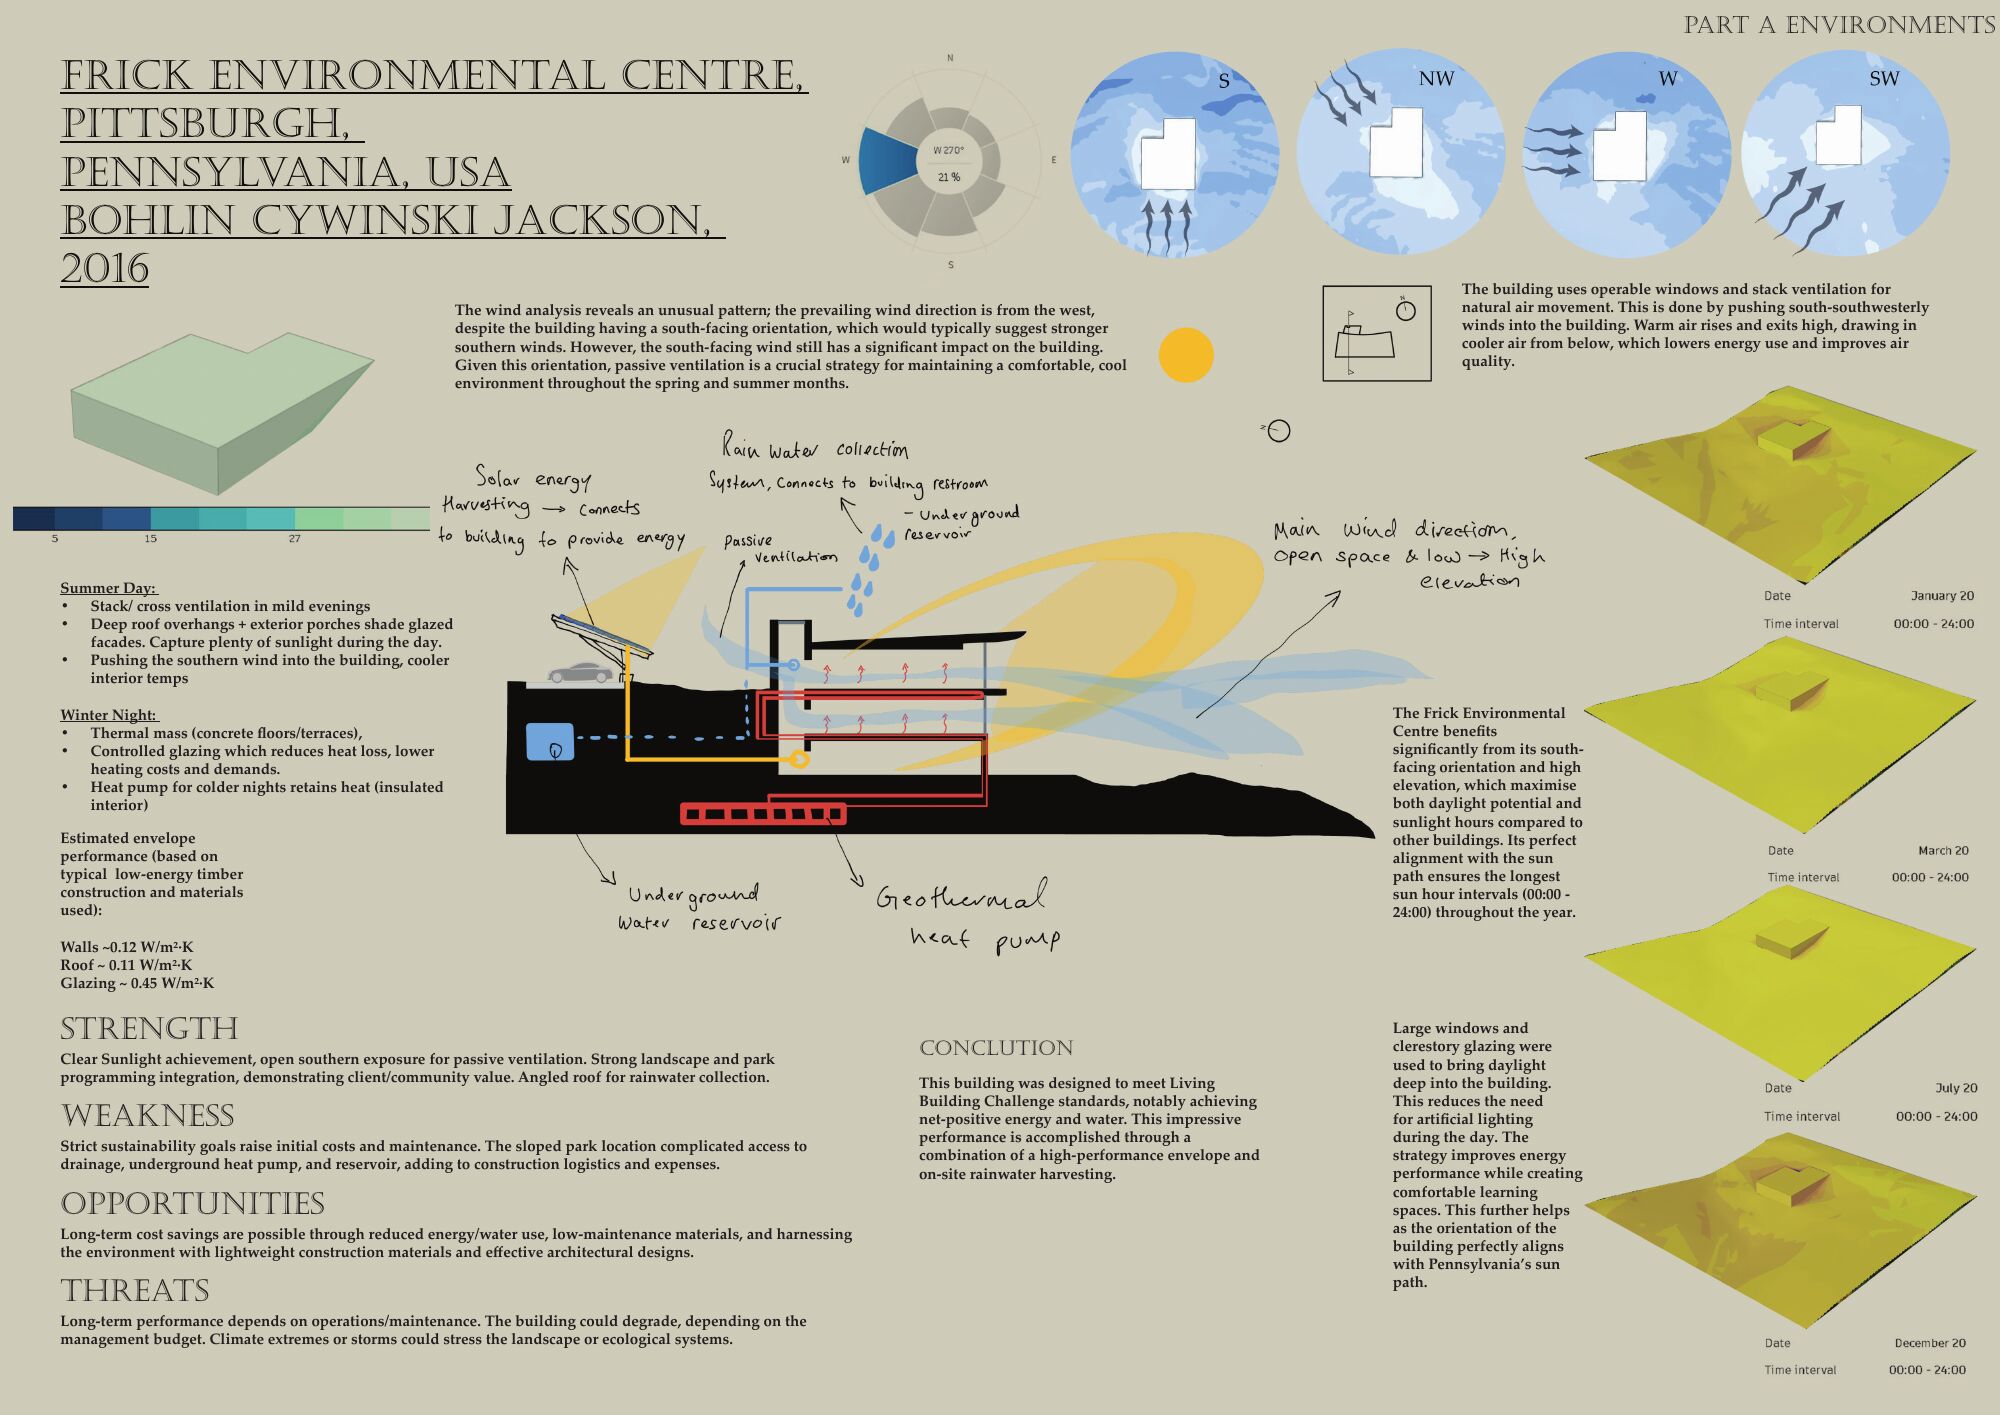 PART A ENVIRONMENTS
FRICK ENVIRONMENTAL CENTRE,
PITTSBURGH,
PENNSYLVANIA, USA
BOHLIN CYWINSKI JACKSON,
2016
N
W
E
S
W 270°
21 %
S
NW
W
SW
The wind analysis reveals an unusual pattern; the prevailing wind direction is from the west,
despite the building having a south-facing orientation, which would typically suggest stronger
southern winds. However, the south-facing wind still has a significant impact on the building.
Given this orientation, passive ventilation is a crucial strategy for maintaining a comfortable, cool
environment throughout the spring and summer months.
N
The building uses operable windows and stack ventilation for
natural air movement. This is done by pushing south-southwesterly
winds into the building. Warm air rises and exits high, drawing in
cooler air from below, which lowers energy use and improves air
quality.
5
15
27
Solar energy
Harvesting → Connects
to building to provide energy
Rain water collection
System, Connects to building restroom
- Underground
reservoir
Passive
ventilation
N
Main wind direction,
open space & low → High
elevation
Underground
water reservoir
Geothermal
heat pump
Summer Day:
• Stack/ cross ventilation in mild evenings
• Deep roof overhangs + exterior porches shade glazed
facades. Capture plenty of sunlight during the day.
• Pushing the southern wind into the building, cooler
interior temps
Winter Night:
• Thermal mass (concrete floors/terraces),
• Controlled glazing which reduces heat loss, lower
heating costs and demands.
• Heat pump for colder nights retains heat (insulated
interior)
Estimated envelope
performance (based on
typical low-energy timber
construction and materials
used):
Walls ~0.12 W/m²·K
Roof ~ 0.11 W/m²·K
Glazing ~ 0.45 W/m²·K
STRENGTH
Clear Sunlight achievement, open southern exposure for passive ventilation. Strong landscape and park
programming integration, demonstrating client/community value. Angled roof for rainwater collection.
WEAKNESS
Strict sustainability goals raise initial costs and maintenance. The sloped park location complicated access to
drainage, underground heat pump, and reservoir, adding to construction logistics and expenses.
OPPORTUNITIES
Long-term cost savings are possible through reduced energy/water use, low-maintenance materials, and harnessing
the environment with lightweight construction materials and effective architectural designs.
THREATS
Long-term performance depends on operations/maintenance. The building could degrade, depending on the
management budget. Climate extremes or storms could stress the landscape or ecological systems.
CONCLUTION
This building was designed to meet Living
Building Challenge standards, notably achieving
net-positive energy and water. This impressive
performance is accomplished through a
combination of a high-performance envelope and
on-site rainwater harvesting.
The Frick Environmental
Centre benefits
significantly from its south-
facing orientation and high
elevation, which maximise
both daylight potential and
sunlight hours compared to
other buildings. Its perfect
alignment with the sun
path ensures the longest
sun hour intervals (00:00 -
24:00) throughout the year.
Large windows and
clerestory glazing were
used to bring daylight
deep into the building.
This reduces the need
for artificial lighting
during the day. The
strategy improves energy
performance while creating
comfortable learning
spaces. This further helps
as the orientation of the
building perfectly aligns
with Pennsylvania's sun
path.
Date January 20
Time interval 00:00 - 24:00
Date March 20
Time interval 00:00 - 24:00
Date July 20
Time interval 00:00 - 24:00
Date December 20
Time interval 00:00 - 24:00